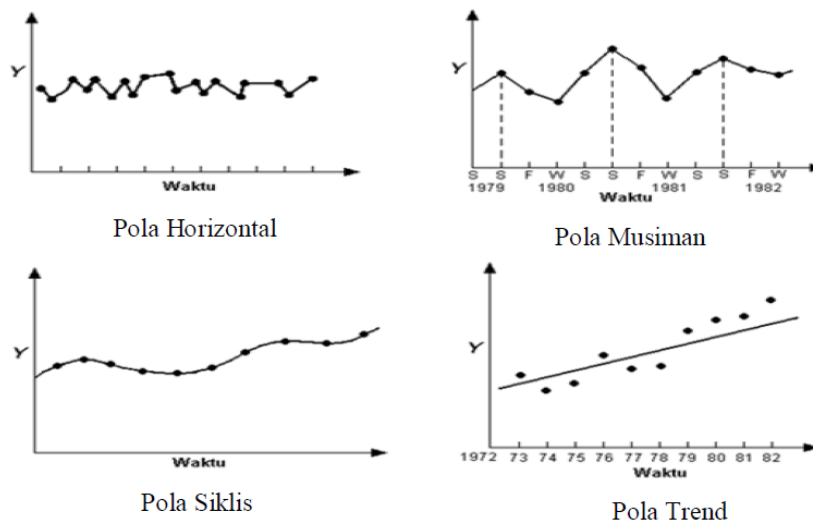 Y
Waktu
Pola Horizontal
Y
S S F W S S F W S S F W
1979 1980 1981 1982
Waktu
Pola Musiman
Y
Waktu
Pola Siklis
Y
1972 73 74 75 76 77 78 79 80 81 82
Waktu
Pola Trend